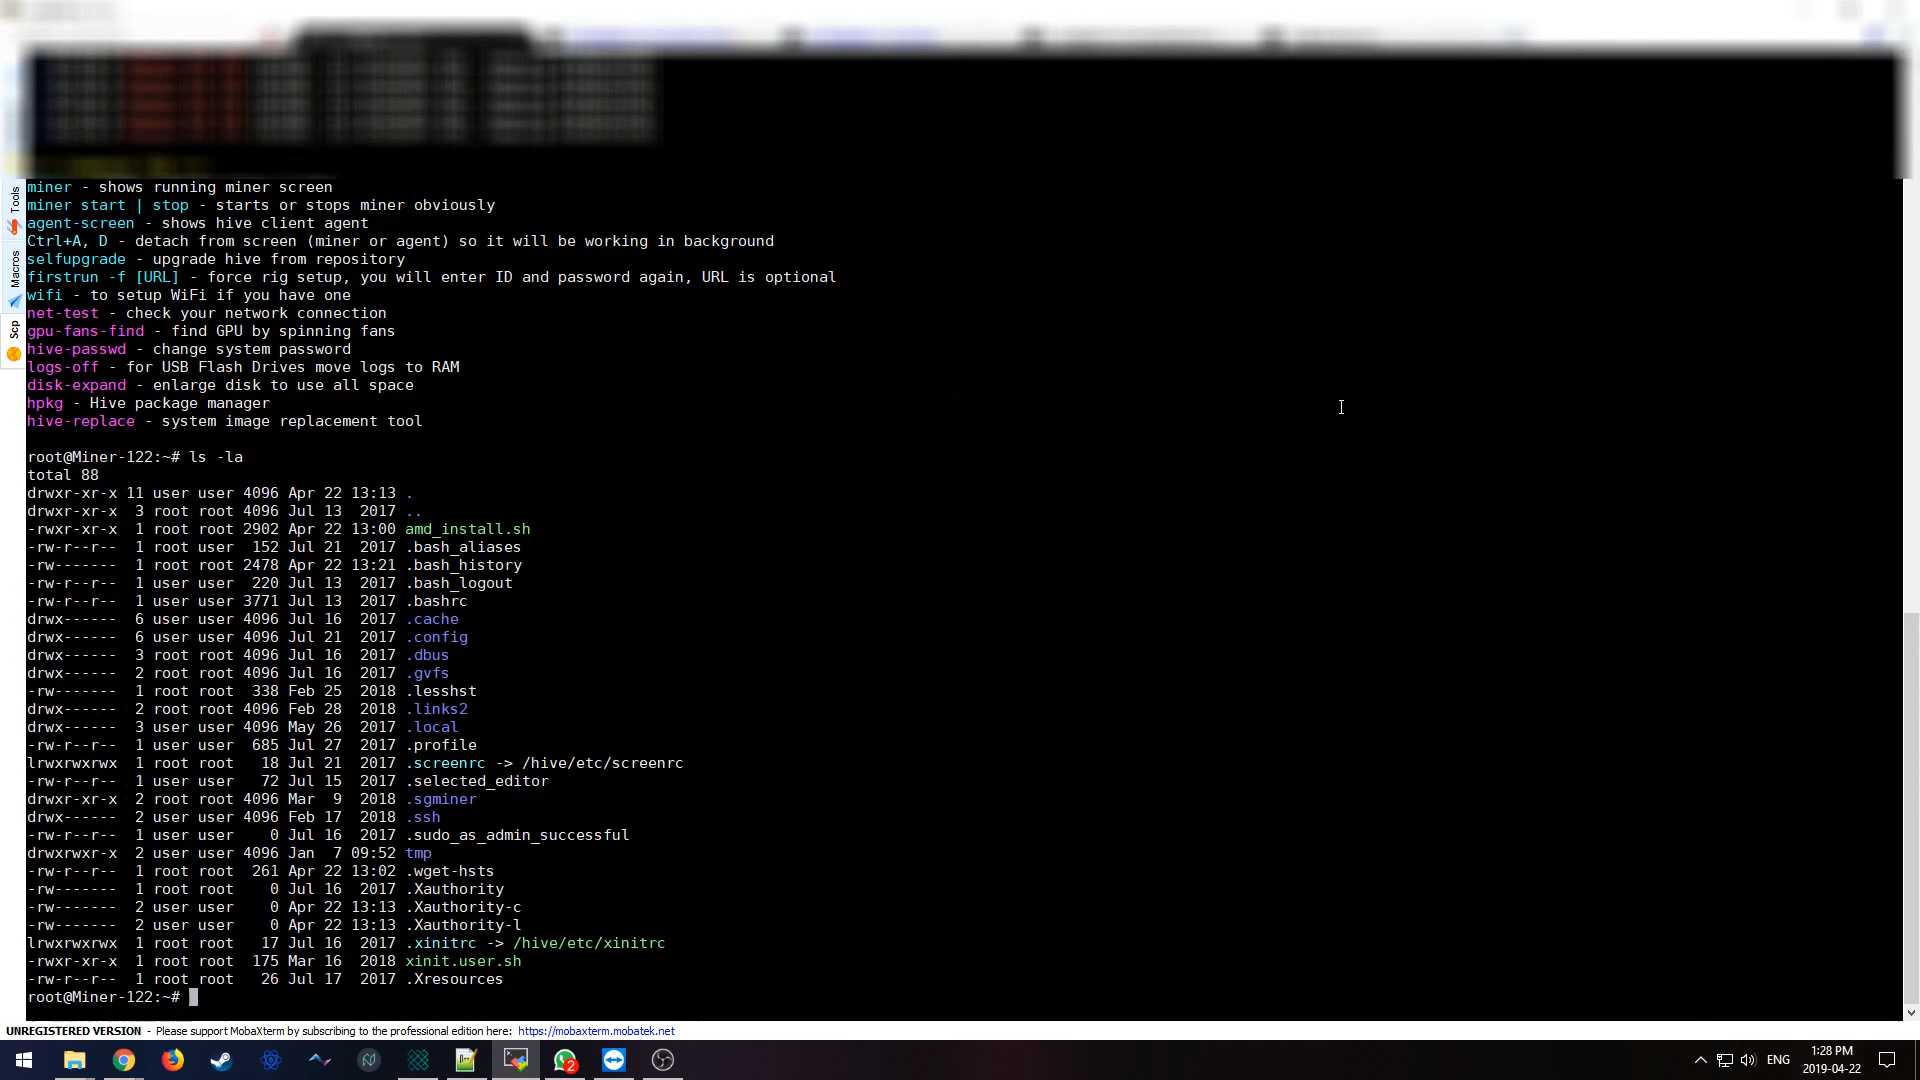 Tools
Macros
Scp
miner - shows running miner screen
miner start | stop - starts or stops miner obviously
agent-screen - shows hive client agent
Ctrl+A, D - detach from screen (miner or agent) so it will be working in background
selfupgrade - upgrade hive from repository
firstrun -f [URL] - force rig setup, you will enter ID and password again, URL is optional
wifi - to setup WiFi if you have one
net-test - check your network connection
gpu-fans-find - find GPU by spinning fans
hive-passwd - change system password
logs-off - for USB Flash Drives move logs to RAM
disk-expand - enlarge disk to use all space
hpkg - Hive package manager
hive-replace - system image replacement tool
root@Miner-122:~# ls -la
total 88
drwxr-xr-x 11 user user 4096 Apr 22 13:13 .
drwxr-xr-x  3 root root 4096 Jul 13  2017 ..
-rwxr-xr-x  1 root root 2902 Apr 22 13:00 amd_install.sh
-rw-r--r--  1 root user  152 Jul 21  2017 .bash_aliases
-rw-------  1 root root 2478 Apr 22 13:21 .bash_history
-rw-r--r--  1 user user  220 Jul 13  2017 .bash_logout
-rw-r--r--  1 user user 3771 Jul 13  2017 .bashrc
drwx------  6 user user 4096 Jul 16  2017 .cache
drwx------  6 user user 4096 Jul 21  2017 .config
drwx------  3 root root 4096 Jul 16  2017 .dbus
drwx------  2 root root 4096 Jul 16  2017 .gvfs
-rw-------  1 root root  338 Feb 25  2018 .lesshst
drwx------  2 root root 4096 Feb 28  2018 .links2
drwx------  3 user user 4096 May 26  2017 .local
-rw-r--r--  1 user user  685 Jul 27  2017 .profile
lrwxrwxrwx  1 root root   18 Jul 21  2017 .screenrc -> /hive/etc/screenrc
-rw-r--r--  1 user user   72 Jul 15  2017 .selected_editor
drwxr-xr-x  2 root root 4096 Mar  9  2018 .sgminer
drwx------  2 user user 4096 Feb 17  2018 .ssh
-rw-r--r--  1 user user    0 Jul 16  2017 .sudo_as_admin_successful
drwxrwxr-x  2 user user 4096 Jan  7 09:52 tmp
-rw-r--r--  1 root root  261 Apr 22 13:02 .wget-hsts
-rw-------  1 root root    0 Jul 16  2017 .Xauthority
-rw-------  2 user user    0 Apr 22 13:13 .Xauthority-c
-rw-------  2 user user    0 Apr 22 13:13 .Xauthority-l
lrwxrwxrwx  1 root root   17 Jul 16  2017 .xinitrc -> /hive/etc/xinitrc
-rwxr-xr-x  1 root root  175 Mar 16  2018 xinit.user.sh
-rw-r--r--  1 root root   26 Jul 17  2017 .Xresources
root@Miner-122:~#
UNREGISTERED VERSION - Please support MobaXterm by subscribing to the professional edition here: https://mobaxterm.mobatek.net
2
ENG
1:28 PM
2019-04-22